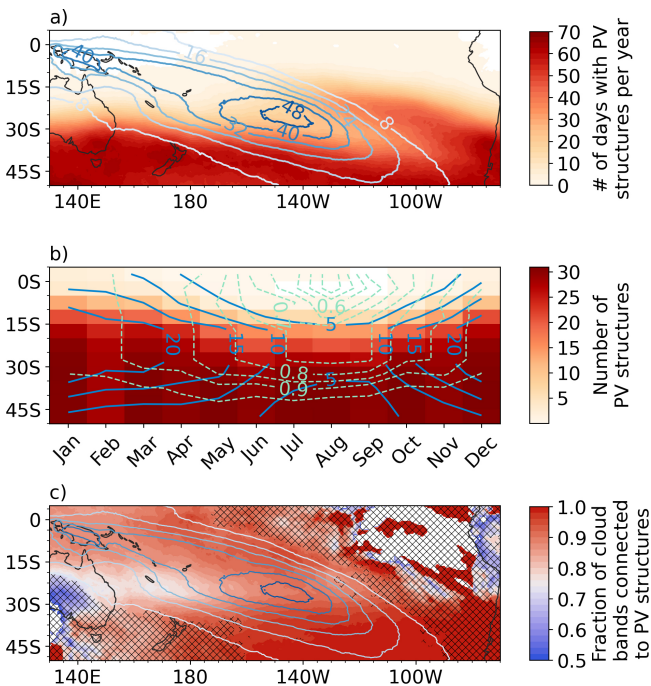 a)
0
15S
30S
45S
140E
180
140W
100W
40
16
48
40
32
8
70
60
50
40
30
20
10
0
# of days with PV
structures per year
b)
0S
15S
30S
45S
Jan
Feb
Mar
Apr
May
Jun
Jul
Aug
Sep
Oct
Nov
Dec
20
15
10
0.6
5
10
15
20
0.8
0.9
5
30
25
20
15
10
5
Number of
PV structures
c)
0
15S
30S
45S
140E
180
140W
100W
1.0
0.9
0.8
0.7
0.6
0.5
Fraction of cloud
bands connected
to PV structures